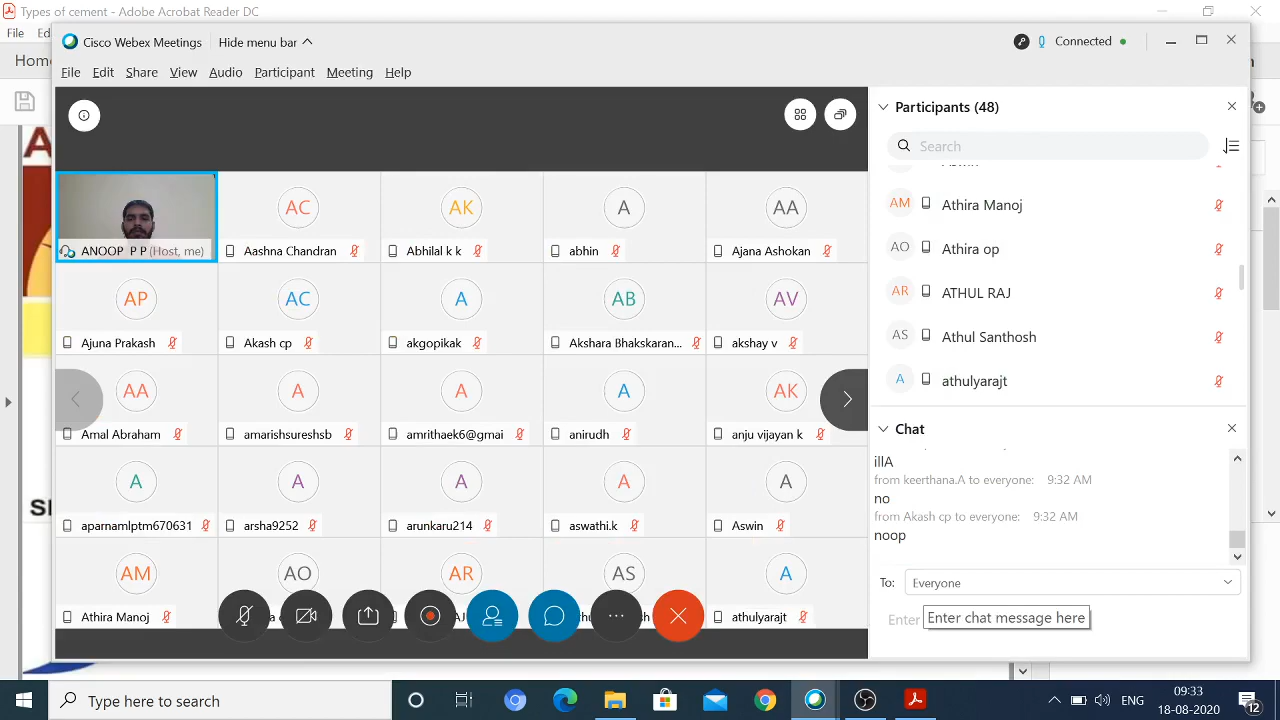 Types of cement - Adobe Acrobat Reader DC
File Ed
Home
Cisco Webex Meetings Hide menu bar
Connected
File Edit Share View Audio Participant Meeting Help
Participants (48)
Search
AC AK A AA
ANOOP P P (Host, me) Aashna Chandran Abhilal k k abhin Ajana Ashokan
AP AC A AB AV
Ajuna Prakash Akash cp akgopikak Akshara Bhakskaran... akshay v
AA A A A AK
Amal Abraham amarishsureshsb amrithaek6@gmai anirudh anju vijayan k
A A A A A
aparnamlptm670631 arsha9252 arunkaru214 aswathi.k Aswin
AM AO AR AS A
Athira Manoj athulyarajt
AM Athira Manoj
AO Athira op
AR ATHUL RAJ
AS Athul Santhosh
A athulyarajt
Chat
illA
from keerthana.A to everyone: 9:32 AM
no
from Akash cp to everyone: 9:32 AM
noop
To: Everyone
Enter
Enter chat message here
Type here to search
ENG
09:33
18-08-2020
12